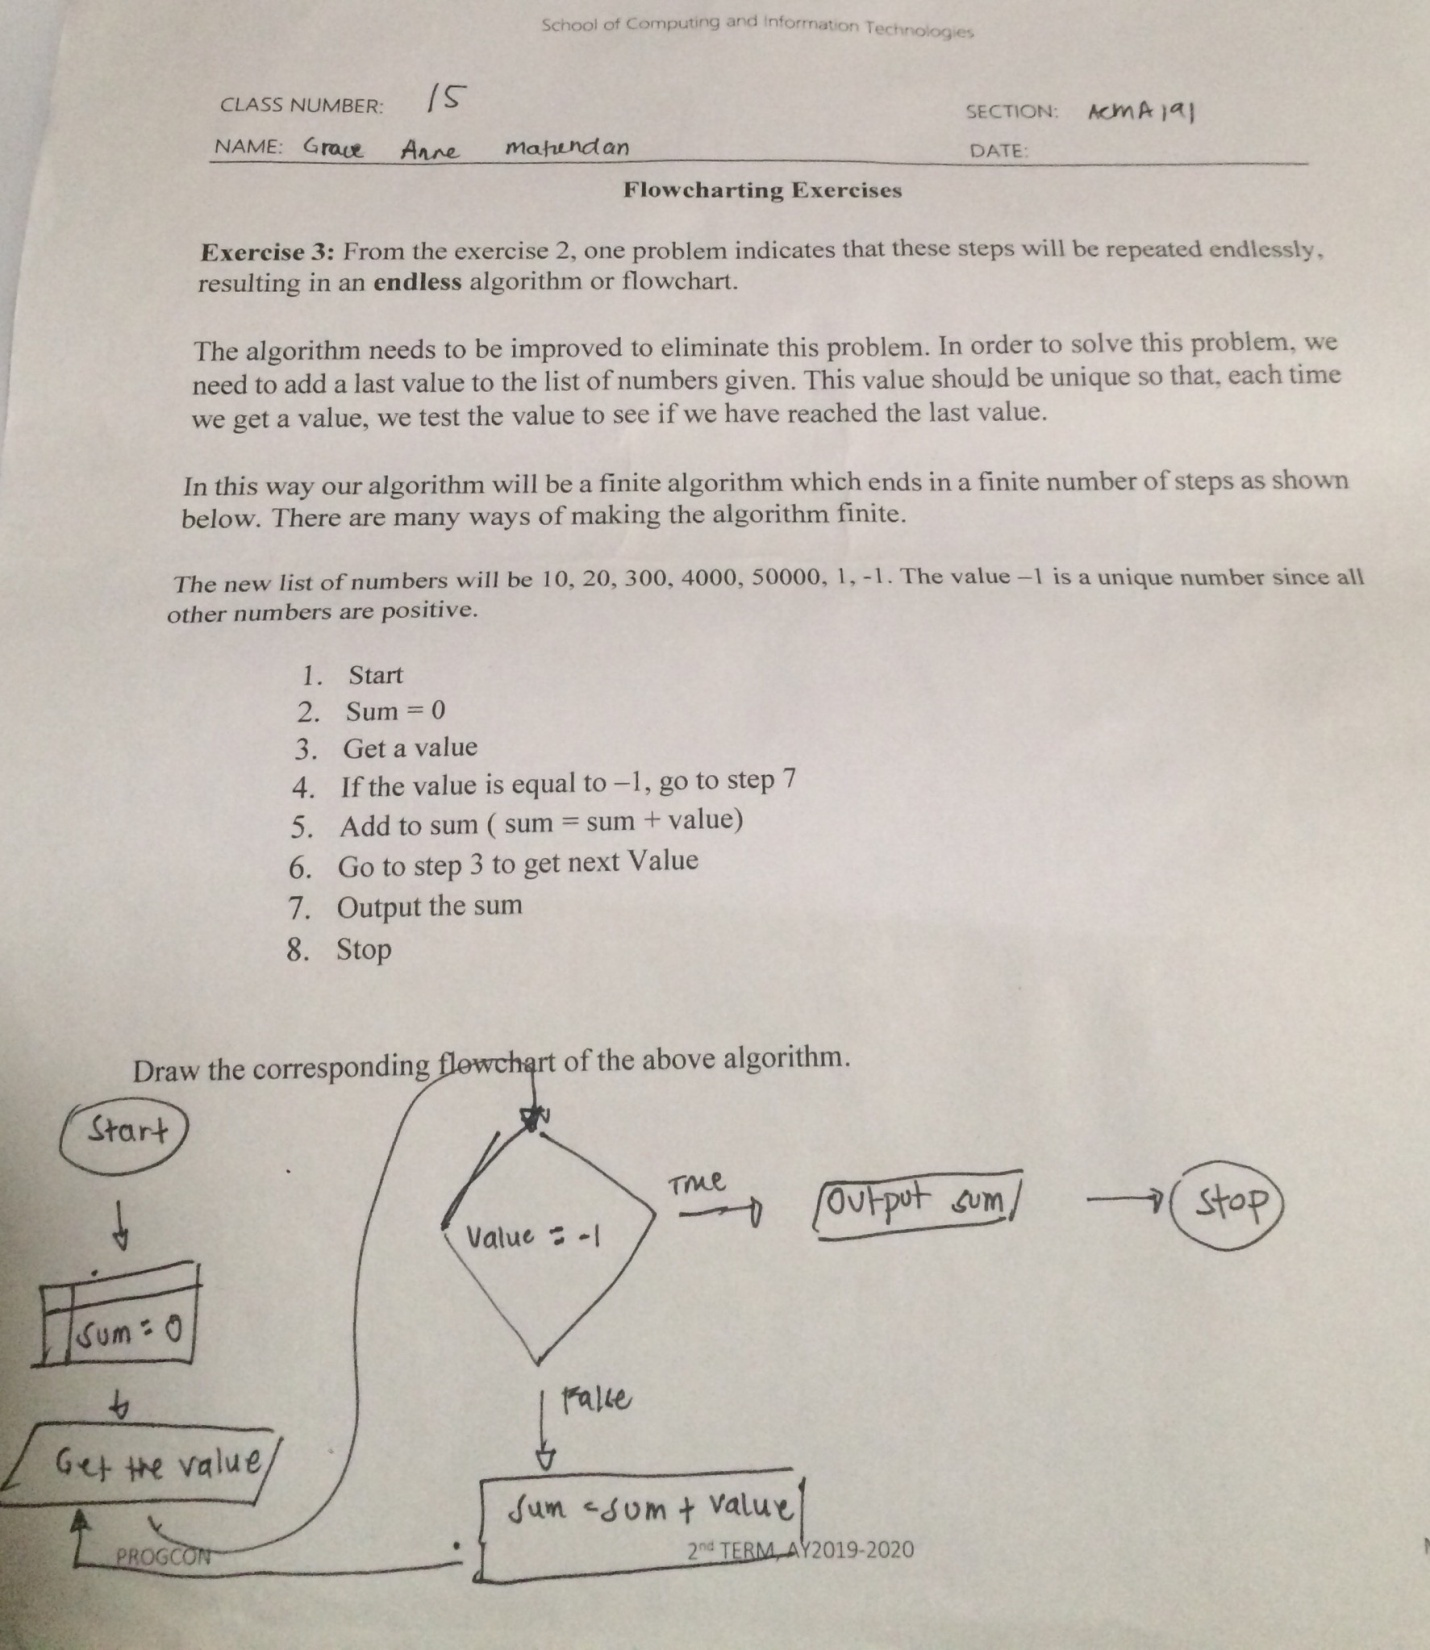 School of Computing and Information Technologies
CLASS NUMBER: 15
SECTION: ACMA191
NAME: Grace Anne
DATE:
Flowcharting Exercises
Exercise 3: From the exercise 2, one problem indicates that these steps will be repeated endlessly,
resulting in an endless algorithm or flowchart.
The algorithm needs to be improved to eliminate this problem. In order to solve this problem, we
need to add a last value to the list of numbers given. This value should be unique so that, each time
we get a value, we test the value to see if we have reached the last value.
In this way our algorithm will be a finite algorithm which ends in a finite number of steps as shown
below. There are many ways of making the algorithm finite.
The new list of numbers will be 10, 20, 300, 4000, 50000, 1, -1. The value –1 is a unique number since all
other numbers are positive.
1. Start
2. Sum = 0
3. Get a value
4. If the value is equal to –1, go to step 7
5. Add to sum ( sum = sum + value)
6. Go to step 3 to get next Value
7. Output the sum
8. Stop
Draw the corresponding flowchart of the above algorithm.
Start
sum = 0
Get the value
Value = -1
True
Output sum
Stop
False
sum = sum + value
PROGCON
2nd TERM, AY2019-2020